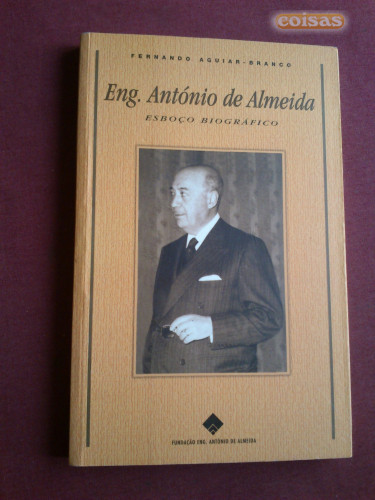 coisas
FERNANDO AGUIAR-BRANCO
Eng. António de Almeida
ESBOÇO BIOGRÁFICO
FUNDAÇÃO ENG. ANTÓNIO DE ALMEIDA